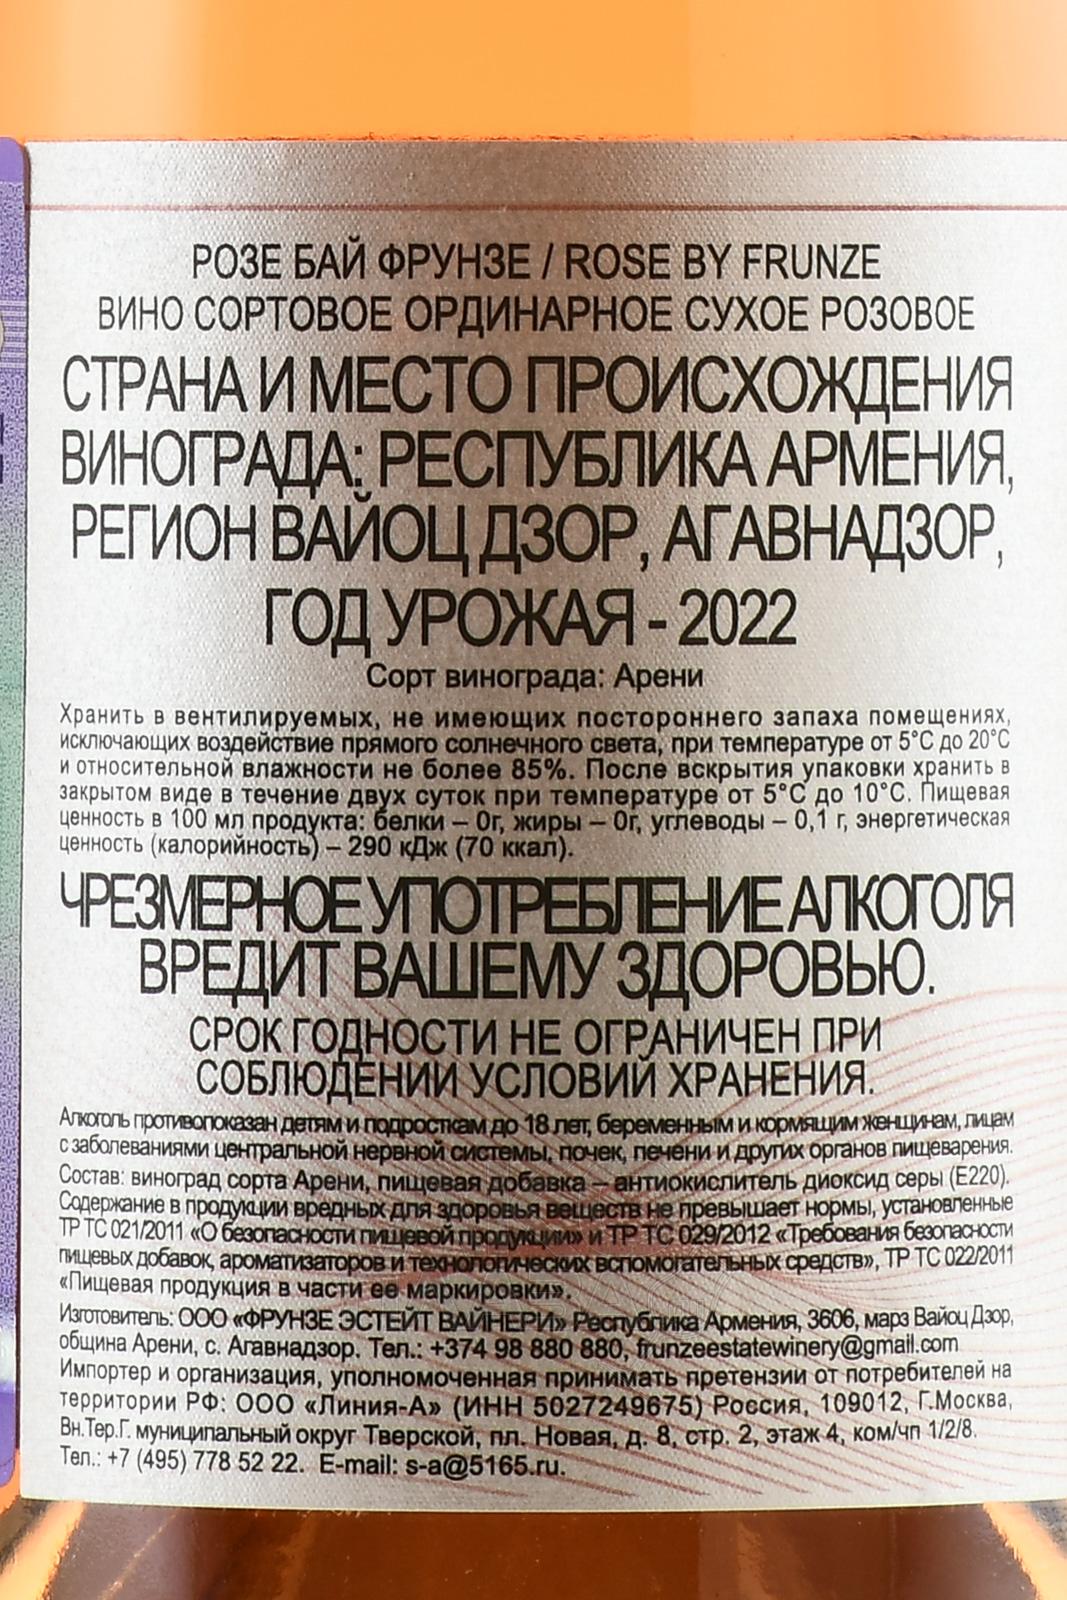 РОЗЕ БАЙ ФРУНЗЕ / ROSE BY FRUNZE
ВИНО СОРТОВОЕ ОРДИНАРНОЕ СУХОЕ РОЗОВОЕ
СТРАНА И МЕСТО ПРОИСХОЖДЕНИЯ
ВИНОГРАДА: РЕСПУБЛИКА АРМЕНИЯ,
РЕГИОН ВАЙОЦ ДЗОР, АГАВНАДЗОР,
ГОД УРОЖАЯ - 2022
Сорт винограда: Арени
Хранить в вентилируемых, не имеющих постороннего запаха помещениях,
исключающих воздействие прямого солнечного света, при температуре от 5°С до 20°С
и относительной влажности не более 85%. После вскрытия упаковки хранить в
закрытом виде в течение двух суток при температуре от 5°С до 10°С. Пищевая
ценность в 100 мл продукта: белки – 0г, жиры – 0г, углеводы – 0,1 г, энергетическая
ценность (калорийность) – 290 кДж (70 ккал).
ЧРЕЗМЕРНОЕ УПОТРЕБЛЕНИЕ АЛКОГОЛЯ
ВРЕДИТ ВАШЕМУ ЗДОРОВЬЮ.
СРОК ГОДНОСТИ НЕ ОГРАНИЧЕН ПРИ
СОБЛЮДЕНИИ УСЛОВИЙ ХРАНЕНИЯ.
Алкоголь противопоказан детям и подросткам до 18 лет, беременным и кормящим женщинам, лицам
с заболеваниями центральной нервной системы, почек, печени и других органов пищеварения.
Состав: виноград сорта Арени, пищевая добавка – антиокислитель диоксид серы (Е220).
Содержание в продукции вредных для здоровья веществ не превышает нормы, установленные
ТР ТС 021/2011 «О безопасности пищевой продукции» и ТР ТС 029/2012 «Требования безопасности
пищевых добавок, ароматизаторов и технологических вспомогательных средств», ТР ТС 022/2011
«Пищевая продукция в части ее маркировки».
Изготовитель: ООО «ФРУНЗЕ ЭСТЕЙТ ВАЙНЕРИ» Республика Армения, 3606, марз Вайоц Дзор,
община Арени, с. Агавнадзор. Тел.: +374 98 880 880, frunzeestatewinery@gmail.com
Импортер и организация, уполномоченная принимать претензии от потребителей на
территории РФ: ООО «Линия-А» (ИНН 5027249675) Россия, 109012, Г.Москва,
Вн.Тер.Г. муниципальный округ Тверской, пл. Новая, д. 8, стр. 2, этаж 4, ком/чп 1/2/8.
Тел.: +7 (495) 778 52 22. E-mail: s-a@5165.ru.